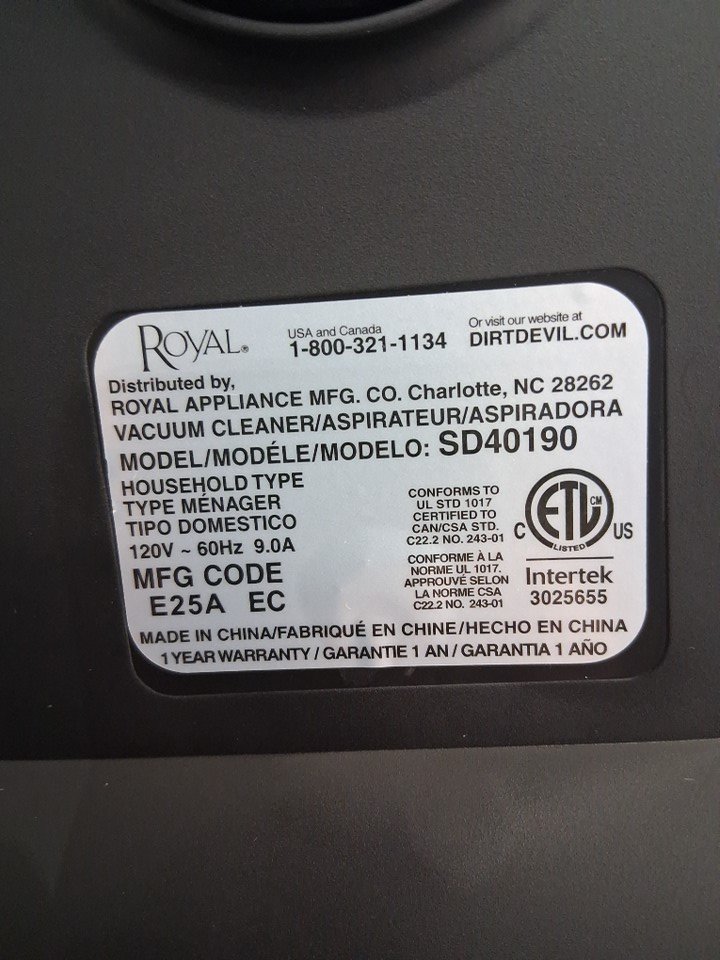 ROYAL®
USA and Canada
1-800-321-1134
Or visit our website at
DIRTDEVIL.COM
Distributed by,
ROYAL APPLIANCE MFG. CO. Charlotte, NC 28262
VACUUM CLEANER/ASPIRATEUR/ASPIRADORA
MODEL/MODÉLE/MODELO: SD40190
HOUSEHOLD TYPE
TYPE MÉNAGER
TIPO DOMESTICO
120V ~ 60Hz 9.0A
MFG CODE
E25A EC
CONFORMS TO
UL STD 1017
CERTIFIED TO
CAN/CSA STD.
C22.2 NO. 243-01
CONFORME À LA
NORME UL 1017.
APPROUVÉ SELON
LA NORME CSA
C22.2 NO. 243-01
ETL CM
C LISTED US
Intertek
3025655
MADE IN CHINA/FABRIQUÉ EN CHINE/HECHO EN CHINA
1 YEAR WARRANTY / GARANTIE 1 AN / GARANTIA 1 AÑO